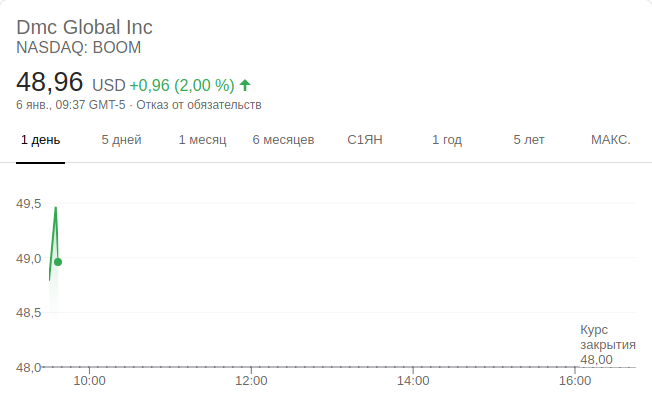 Dmc Global Inc
NASDAQ: BOOM
48,96 USD +0,96 (2,00 %)
6 янв., 09:37 GMT-5 · Отказ от обязательств
1 день 5 дней 1 месяц 6 месяцев С1ЯН 1 год 5 лет МАКС.
49,5
49,0
48,5
Курс
закрытия
48,00
48,0
10:00 12:00 14:00 16:00